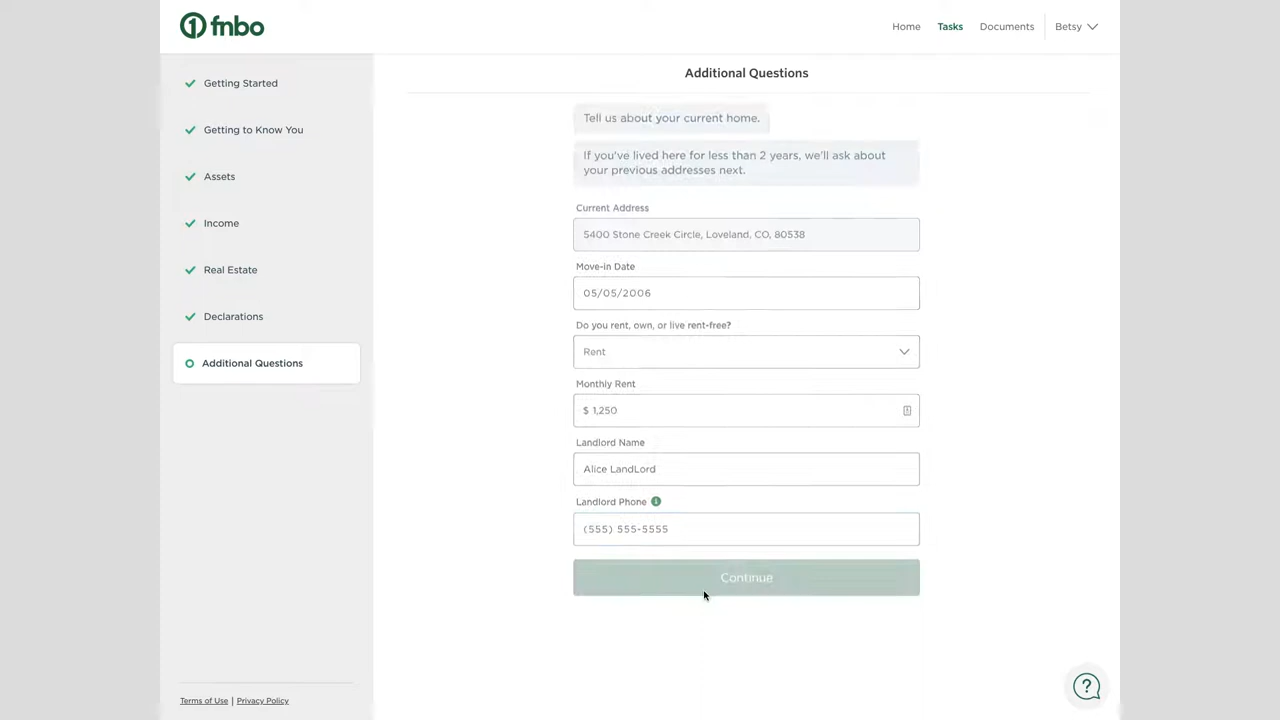 fnbo
Home Tasks Documents Betsy
Getting Started
Getting to Know You
Assets
Income
Real Estate
Declarations
Additional Questions
Terms of Use | Privacy Policy
Additional Questions
Tell us about your current home.
If you've lived here for less than 2 years, we'll ask about
your previous addresses next.
Current Address
5400 Stone Creek Circle, Loveland, CO, 80538
Move-in Date
05/05/2006
Do you rent, own, or live rent-free?
Rent
Monthly Rent
$ 1,250
Landlord Name
Alice LandLord
Landlord Phone
(555) 555-5555
Continue